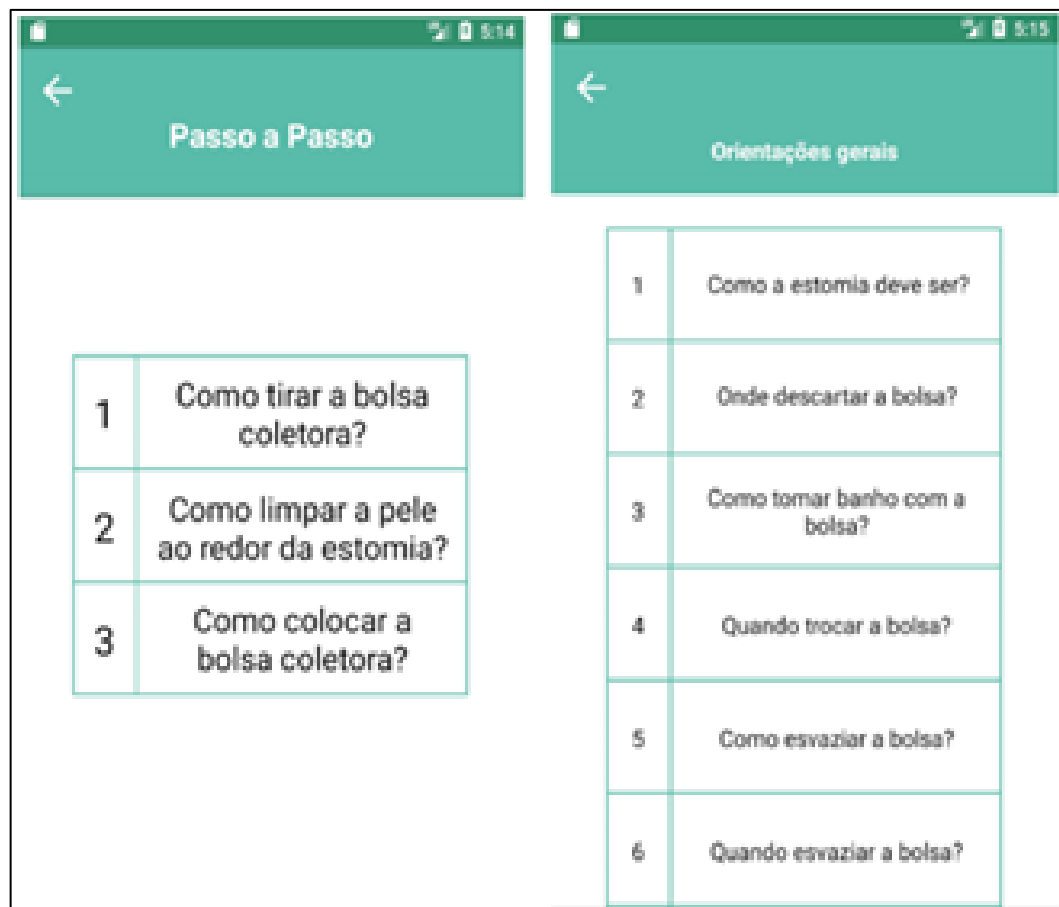 5:14
Passo a Passo
1
Como tirar a bolsa
coletora?
2
Como limpar a pele
ao redor da estomia?
3
Como colocar a
bolsa coletora?
5:15
Orientações gerais
1
Como a estomia deve ser?
2
Onde descartar a bolsa?
3
Como tomar banho com a
bolsa?
4
Quando trocar a bolsa?
5
Como esvaziar a bolsa?
6
Quando esvaziar a bolsa?